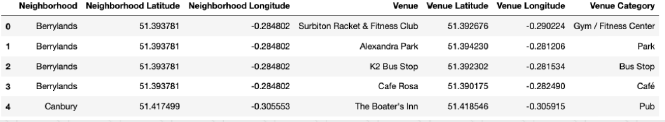 Neighborhood Neighborhood Latitude Neighborhood Longitude Venue Venue Latitude Venue Longitude Venue Category
0 Berrylands 51.393781 -0.284802 Surbiton Racket & Fitness Club 51.392676 -0.290224 Gym / Fitness Center
1 Berrylands 51.393781 -0.284802 Alexandra Park 51.394230 -0.281206 Park
2 Berrylands 51.393781 -0.284802 K2 Bus Stop 51.392302 -0.281534 Bus Stop
3 Berrylands 51.393781 -0.284802 Cafe Rosa 51.390175 -0.282490 Café
4 Canbury 51.417499 -0.305553 The Boater's Inn 51.418546 -0.305915 Pub